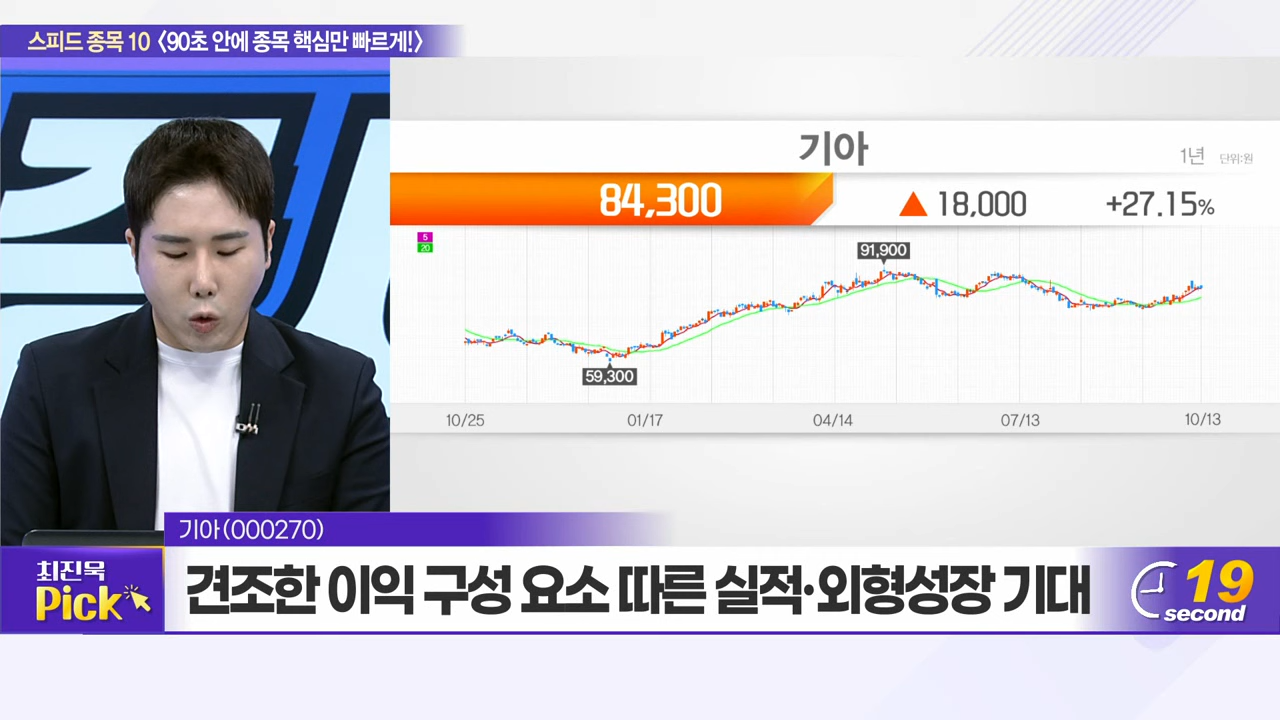 스피드 종목 10 〈90초 안에 종목 핵심만 빠르게!〉
기아
1년 단위:원
84,300 ▲ 18,000 +27.15%
5
20
91,900
59,300
10/25 01/17 04/14 07/13 10/13
기아(000270)
최진욱
Pick
견조한 이익 구성 요소 따른 실적·외형성장 기대
19
second